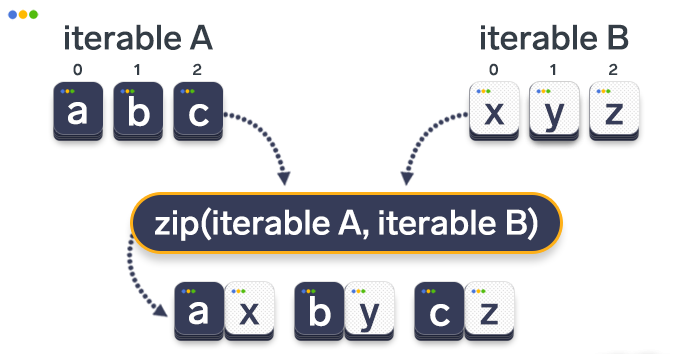 iterable A
iterable B
0 1 2
0 1 2
a b c
x y z
zip(iterable A, iterable B)
a x b y c z